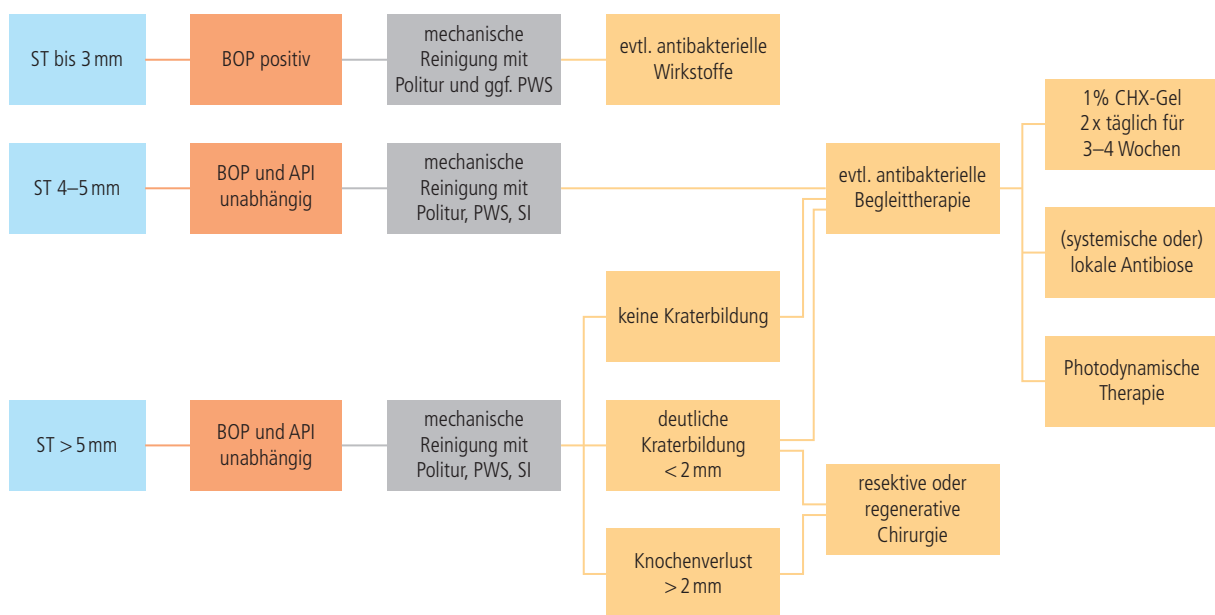 ST bis 3 mm
BOP positiv
mechanische
Reinigung mit
Politur und ggf. PWS
evtl. antibakterielle
Wirkstoffe
ST 4–5 mm
BOP und API
unabhängig
mechanische
Reinigung mit
Politur, PWS, SI
evtl. antibakterielle
Begleittherapie
1% CHX-Gel
2 x täglich für
3–4 Wochen
(systemische oder)
lokale Antibiose
Photodynamische
Therapie
ST > 5 mm
BOP und API
unabhängig
mechanische
Reinigung mit
Politur, PWS, SI
keine Kraterbildung
deutliche
Kraterbildung
< 2 mm
Knochenverlust
> 2 mm
resektive oder
regenerative
Chirurgie